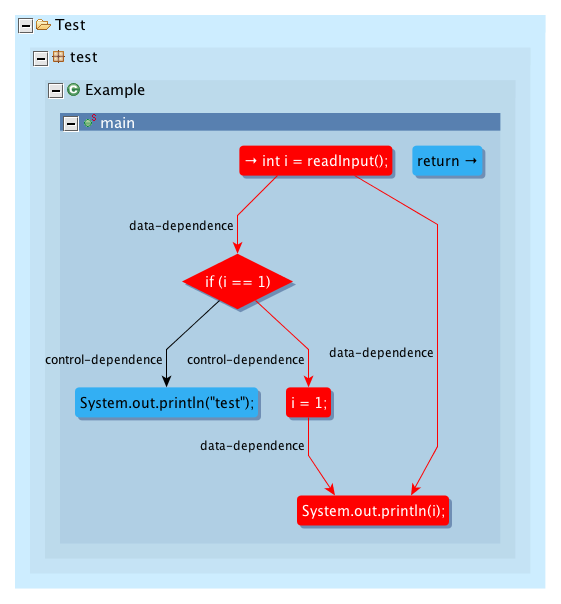 Test
test
C Example
S main
→ int i = readInput();
return →
data-dependence
if (i == 1)
data-dependence
control-dependence
control-dependence
System.out.println("test");
i = 1;
data-dependence
System.out.println(i);